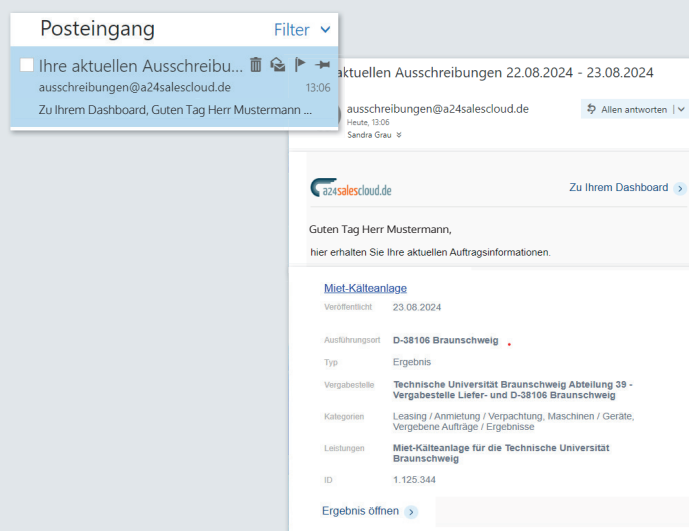 Posteingang
Filter
Ihre aktuellen Ausschreibu...
ausschreibungen@a24salescloud.de
13:06
Zu Ihrem Dashboard, Guten Tag Herr Mustermann ...
aktuellen Ausschreibungen 22.08.2024 - 23.08.2024
ausschreibungen@a24salescloud.de
Allen antworten
Heute, 13:06
Sandra Grau
a24salescloud.de
Zu Ihrem Dashboard
Guten Tag Herr Mustermann,
hier erhalten Sie Ihre aktuellen Auftragsinformationen.
Miet-Kälteanlage
Veröffentlicht 23.08.2024
Ausführungsort D-38106 Braunschweig
Typ Ergebnis
Vergabestelle Technische Universität Braunschweig Abteilung 39 -
Vergabestelle Liefer- und D-38106 Braunschweig
Kategorien Leasing / Anmietung / Verpachtung, Maschinen / Geräte,
Vergebene Aufträge / Ergebnisse
Leistungen Miet-Kälteanlage für die Technische Universität
Braunschweig
ID 1.125.344
Ergebnis öffnen